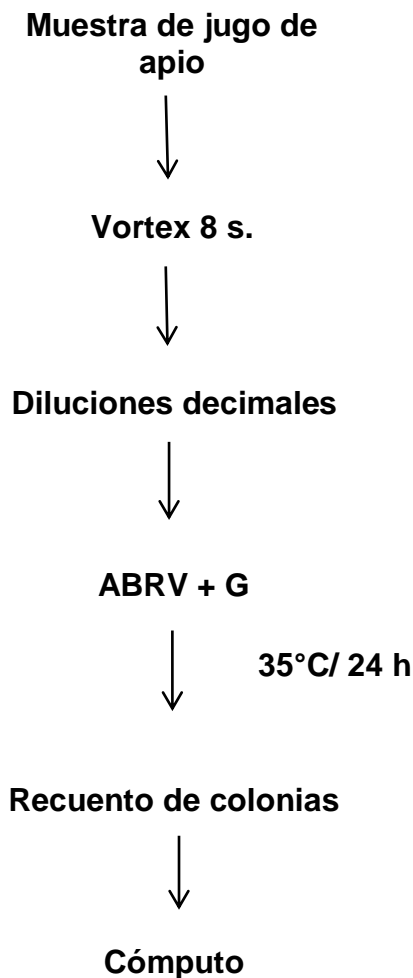 Muestra de jugo de
apio
Vortex 8 s.
Diluciones decimales
ABRV + G
35°C/ 24 h
Recuento de colonias
Cómputo